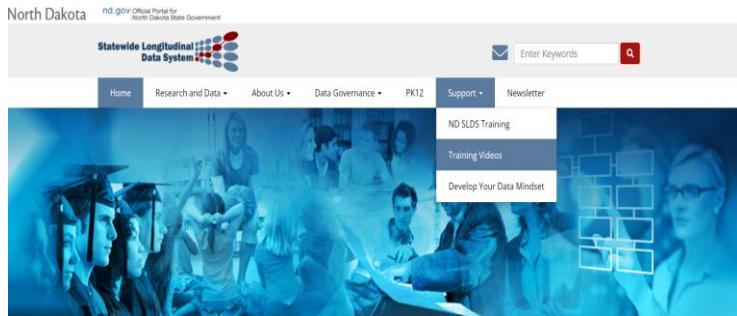 North Dakota
nd.gov Official Portal for
North Dakota State Government
Statewide Longitudinal
Data System
Enter Keywords
Home Research and Data About Us Data Governance PK12 Support Newsletter
ND SLDS Training
Training Videos
Develop Your Data Mindset